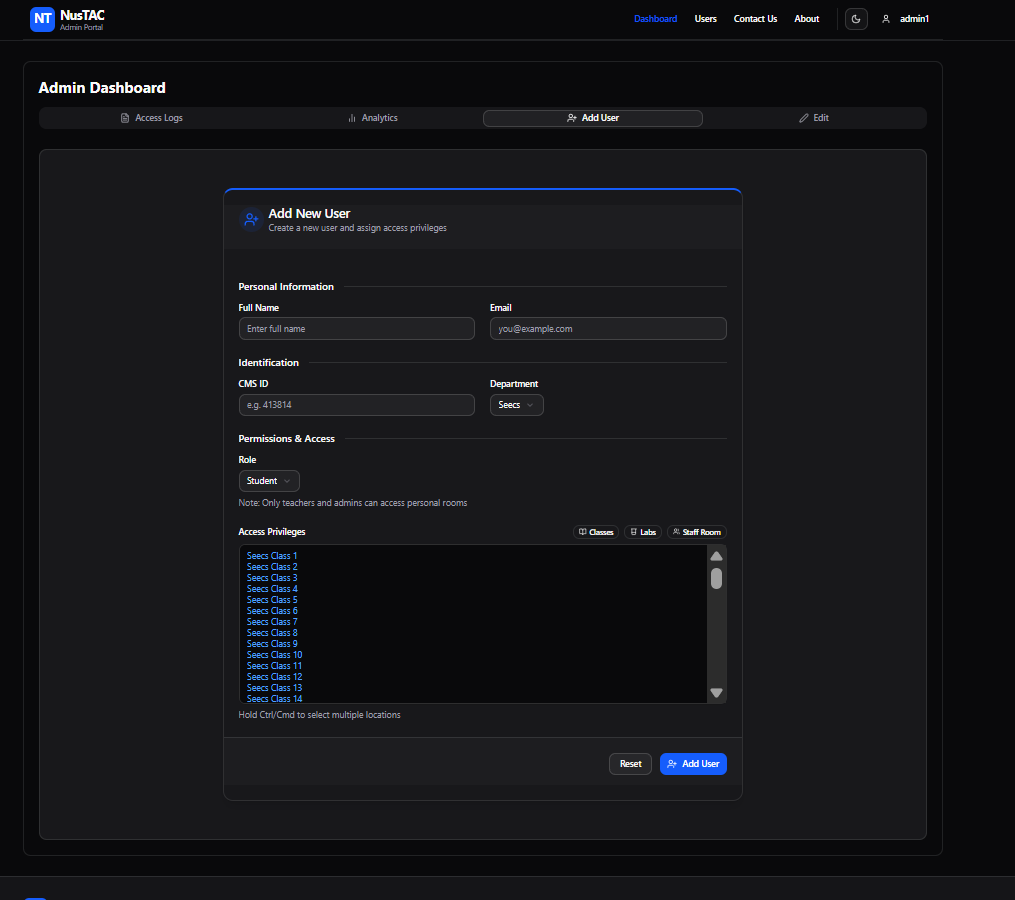 NT NusTAC
Admin Portal
Dashboard Users Contact Us About admin1
Admin Dashboard
Access Logs Analytics Add User Edit
Add New User
Create a new user and assign access privileges
Personal Information
Full Name Email
Enter full name you@example.com
Identification
CMS ID Department
e.g. 413814 Seecs
Permissions & Access
Role
Student
Note: Only teachers and admins can access personal rooms
Access Privileges Classes Labs Staff Room
Seecs Class 1
Seecs Class 2
Seecs Class 3
Seecs Class 4
Seecs Class 5
Seecs Class 6
Seecs Class 7
Seecs Class 8
Seecs Class 9
Seecs Class 10
Seecs Class 11
Seecs Class 12
Seecs Class 13
Seecs Class 14
Hold Ctrl/Cmd to select multiple locations
Reset Add User